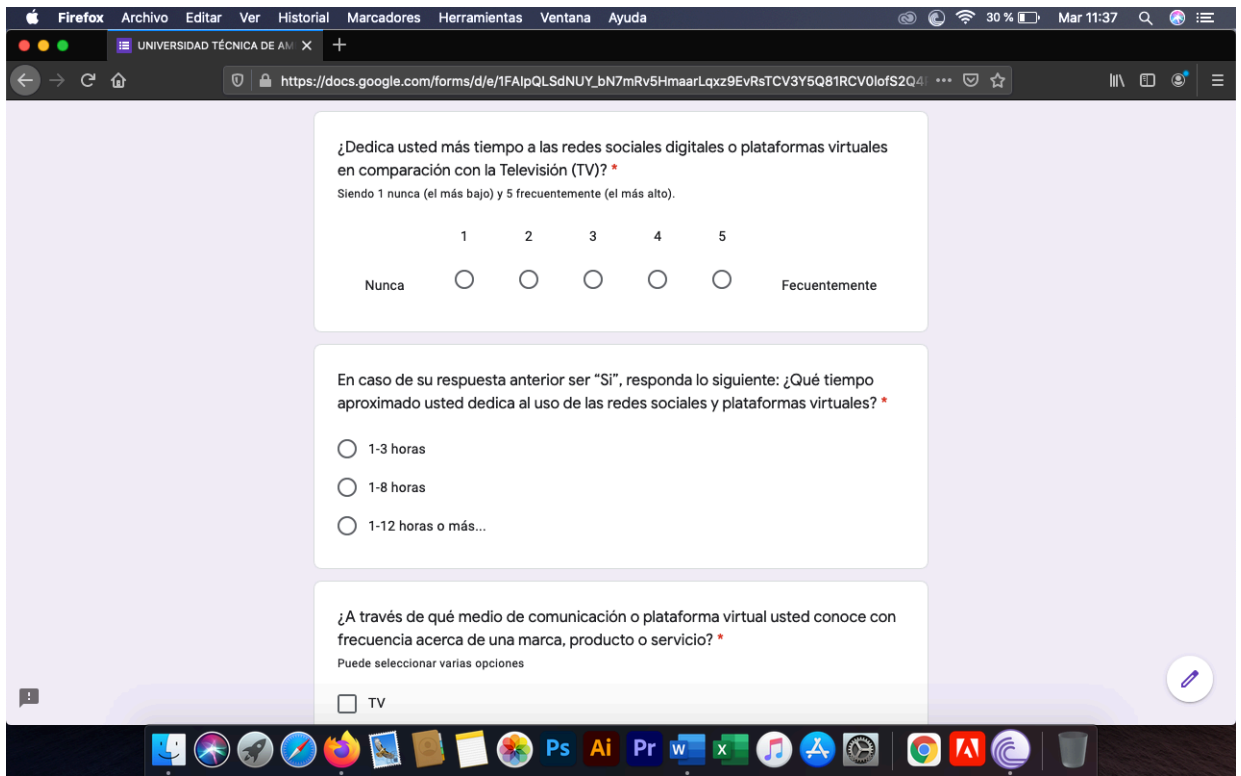 Firefox Archivo Editar Ver Historial Marcadores Herramientas Ventana Ayuda 30 % Mar 11:37
UNIVERSIDAD TÉCNICA DE AM
https://docs.google.com/forms/d/e/1FAIpQLSdNUY_bN7mRv5HmaarLqxz9EvRsTCV3Y5Q81RCV0lofS2Q4
¿Dedica usted más tiempo a las redes sociales digitales o plataformas virtuales
en comparación con la Televisión (TV)? *
Siendo 1 nunca (el más bajo) y 5 frecuentemente (el más alto).
1 2 3 4 5
Nunca Fecuentemente
En caso de su respuesta anterior ser “Si”, responda lo siguiente: ¿Qué tiempo
aproximado usted dedica al uso de las redes sociales y plataformas virtuales? *
1-3 horas
1-8 horas
1-12 horas o más...
¿A través de qué medio de comunicación o plataforma virtual usted conoce con
frecuencia acerca de una marca, producto o servicio? *
Puede seleccionar varias opciones
TV
Ps Ai Pr W X